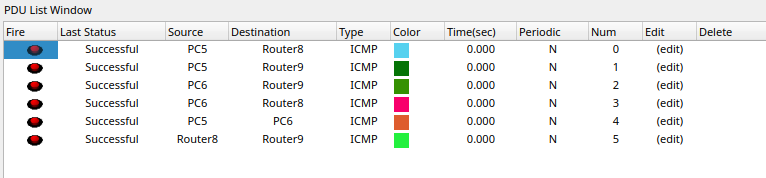 PDU List Window
Fire Last Status Source Destination Type Color Time(sec) Periodic Num Edit Delete
Successful PC5 Router8 ICMP 0.000 N 0 (edit)
Successful PC5 Router9 ICMP 0.000 N 1 (edit)
Successful PC6 Router9 ICMP 0.000 N 2 (edit)
Successful PC6 Router8 ICMP 0.000 N 3 (edit)
Successful PC5 PC6 ICMP 0.000 N 4 (edit)
Successful Router8 Router9 ICMP 0.000 N 5 (edit)